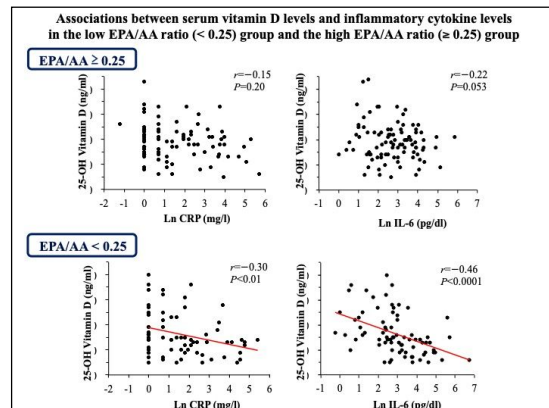 Associations between serum vitamin D levels and inflammatory cytokine levels
in the low EPA/AA ratio (< 0.25) group and the high EPA/AA ratio (≥ 0.25) group
EPA/AA ≥ 0.25
25-OH Vitamin D (ng/ml)
r=−0.15
P=0.20
-2 -1 0 1 2 3 4 5 6
Ln CRP (mg/l)
25-OH Vitamin D (ng/ml)
r=−0.22
P=0.053
-1 0 1 2 3 4 5 6 7
Ln IL-6 (pg/dl)
EPA/AA < 0.25
25-OH Vitamin D (ng/ml)
r=−0.30
P<0.01
-2 -1 0 1 2 3 4 5 6
Ln CRP (mg/l)
25-OH Vitamin D (ng/ml)
r=−0.46
P<0.0001
-1 0 1 2 3 4 5 6 7
Ln IL-6 (pg/dl)